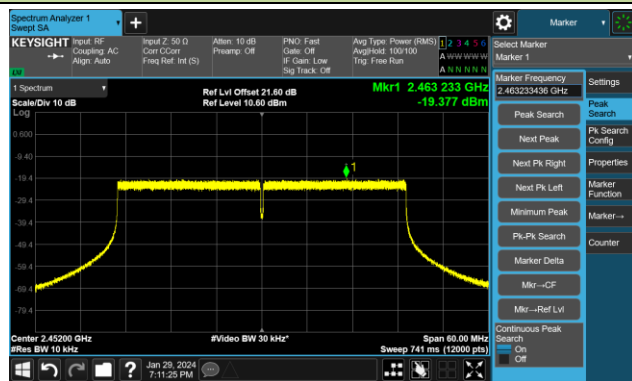 Spectrum Analyzer 1
Swept SA
Marker
KEYSIGHT
Input: RF
Coupling: AC
Align: Auto
Input Z: 50 Ω
Corr CCorr
Freq Ref: Int (S)
Atten: 10 dB
Preamp: Off
PNO: Fast
Gate: Off
IF Gain: Low
Sig Track: Off
Avg Type: Power (RMS)
Avg|Hold: 100/100
Trig: Free Run
1 2 3 4 5 6
A W W W W W
A N N N N N
Select Marker
Marker 1
LM
1 Spectrum
Scale/Div 10 dB
Ref Lvl Offset 21.60 dB
Ref Level 10.60 dBm
Mkr1 2.463 233 GHz
-19.377 dBm
Log
0.600
-9.40
-19.4
-29.4
-39.4
-49.4
-59.4
-69.4
-79.4
1
Center 2.45200 GHz
#Res BW 10 kHz
#Video BW 30 kHz*
Span 60.00 MHz
Sweep 741 ms (12000 pts)
Marker Frequency
2.463233436 GHz
Peak Search
Next Peak
Next Pk Right
Next Pk Left
Minimum Peak
Pk-Pk Search
Marker Delta
Mkr→CF
Mkr→Ref Lvl
Continuous Peak
Search
On
Off
Settings
Peak
Search
Pk Search
Config
Properties
Marker
Function
Marker→
Counter
?
Jan 29, 2024
7:11:25 PM